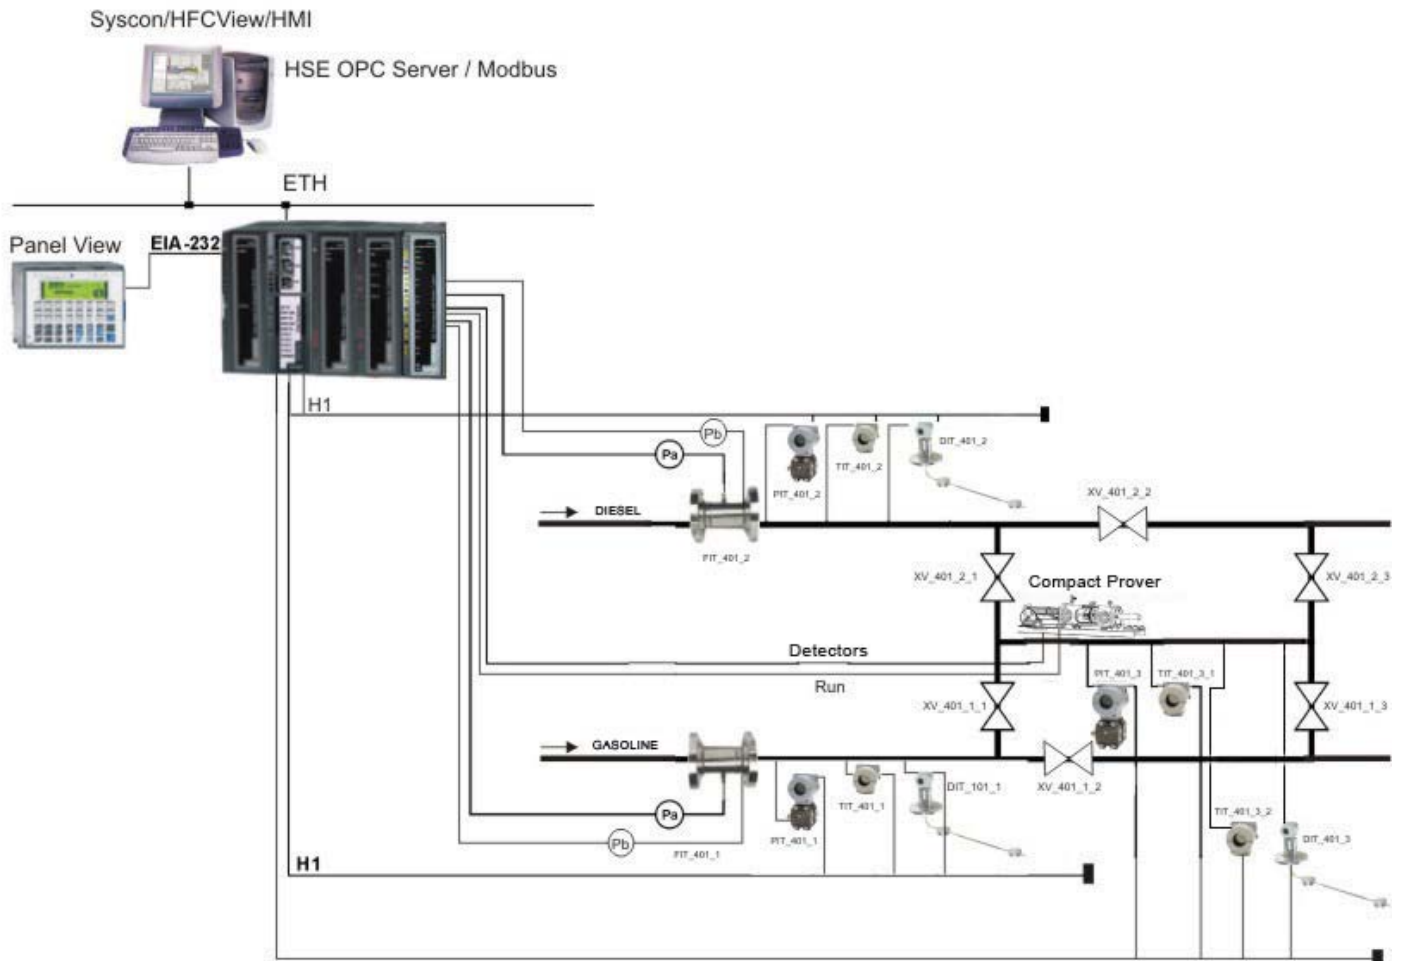 Syscon/HFCView/HMI
HSE OPC Server / Modbus
ETH
Panel View
EIA-232
H1
Pb
Pa
PIT_401_2
TIT_401_2
DIT_401_2
DIESEL
FIT_401_2
XV_401_2_2
XV_401_2_1
Compact Prover
XV_401_2_3
Detectors
Run
PIT_401_3
TIT_401_3_1
XV_401_1_1
XV_401_1_3
GASOLINE
XV_401_1_2
DIT_101_1
TIT_401_1
PIT_401_1
Pa
Pb
FIT_401_1
TIT_401_3_2
DIT_401_3
H1